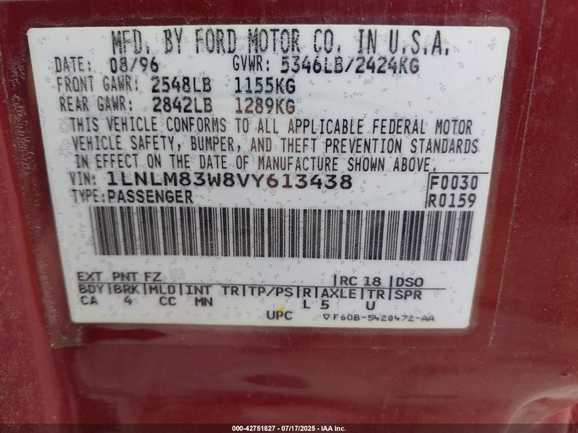 MFD. BY FORD MOTOR CO. IN U.S.A.
DATE: 08/96 GVWR: 5346LB/2424KG
FRONT GAWR: 2548LB 1155KG
REAR GAWR: 2842LB 1289KG
THIS VEHICLE CONFORMS TO ALL APPLICABLE FEDERAL MOTOR
VEHICLE SAFETY, BUMPER, AND THEFT PREVENTION STANDARDS
IN EFFECT ON THE DATE OF MANUFACTURE SHOWN ABOVE.
VIN: 1LNLM83W8VY613438 F0030
TYPE: PASSENGER R0159
EXT PNT FZ RC 18 DSO
BDY BRK MLD INT TR TP/PS R AXLE TR SPR
CA 4 CC MN L 5 U
UPC ▽F60B-5420472-AA
000-42751827 - 07/17/2025 - IAA Inc.